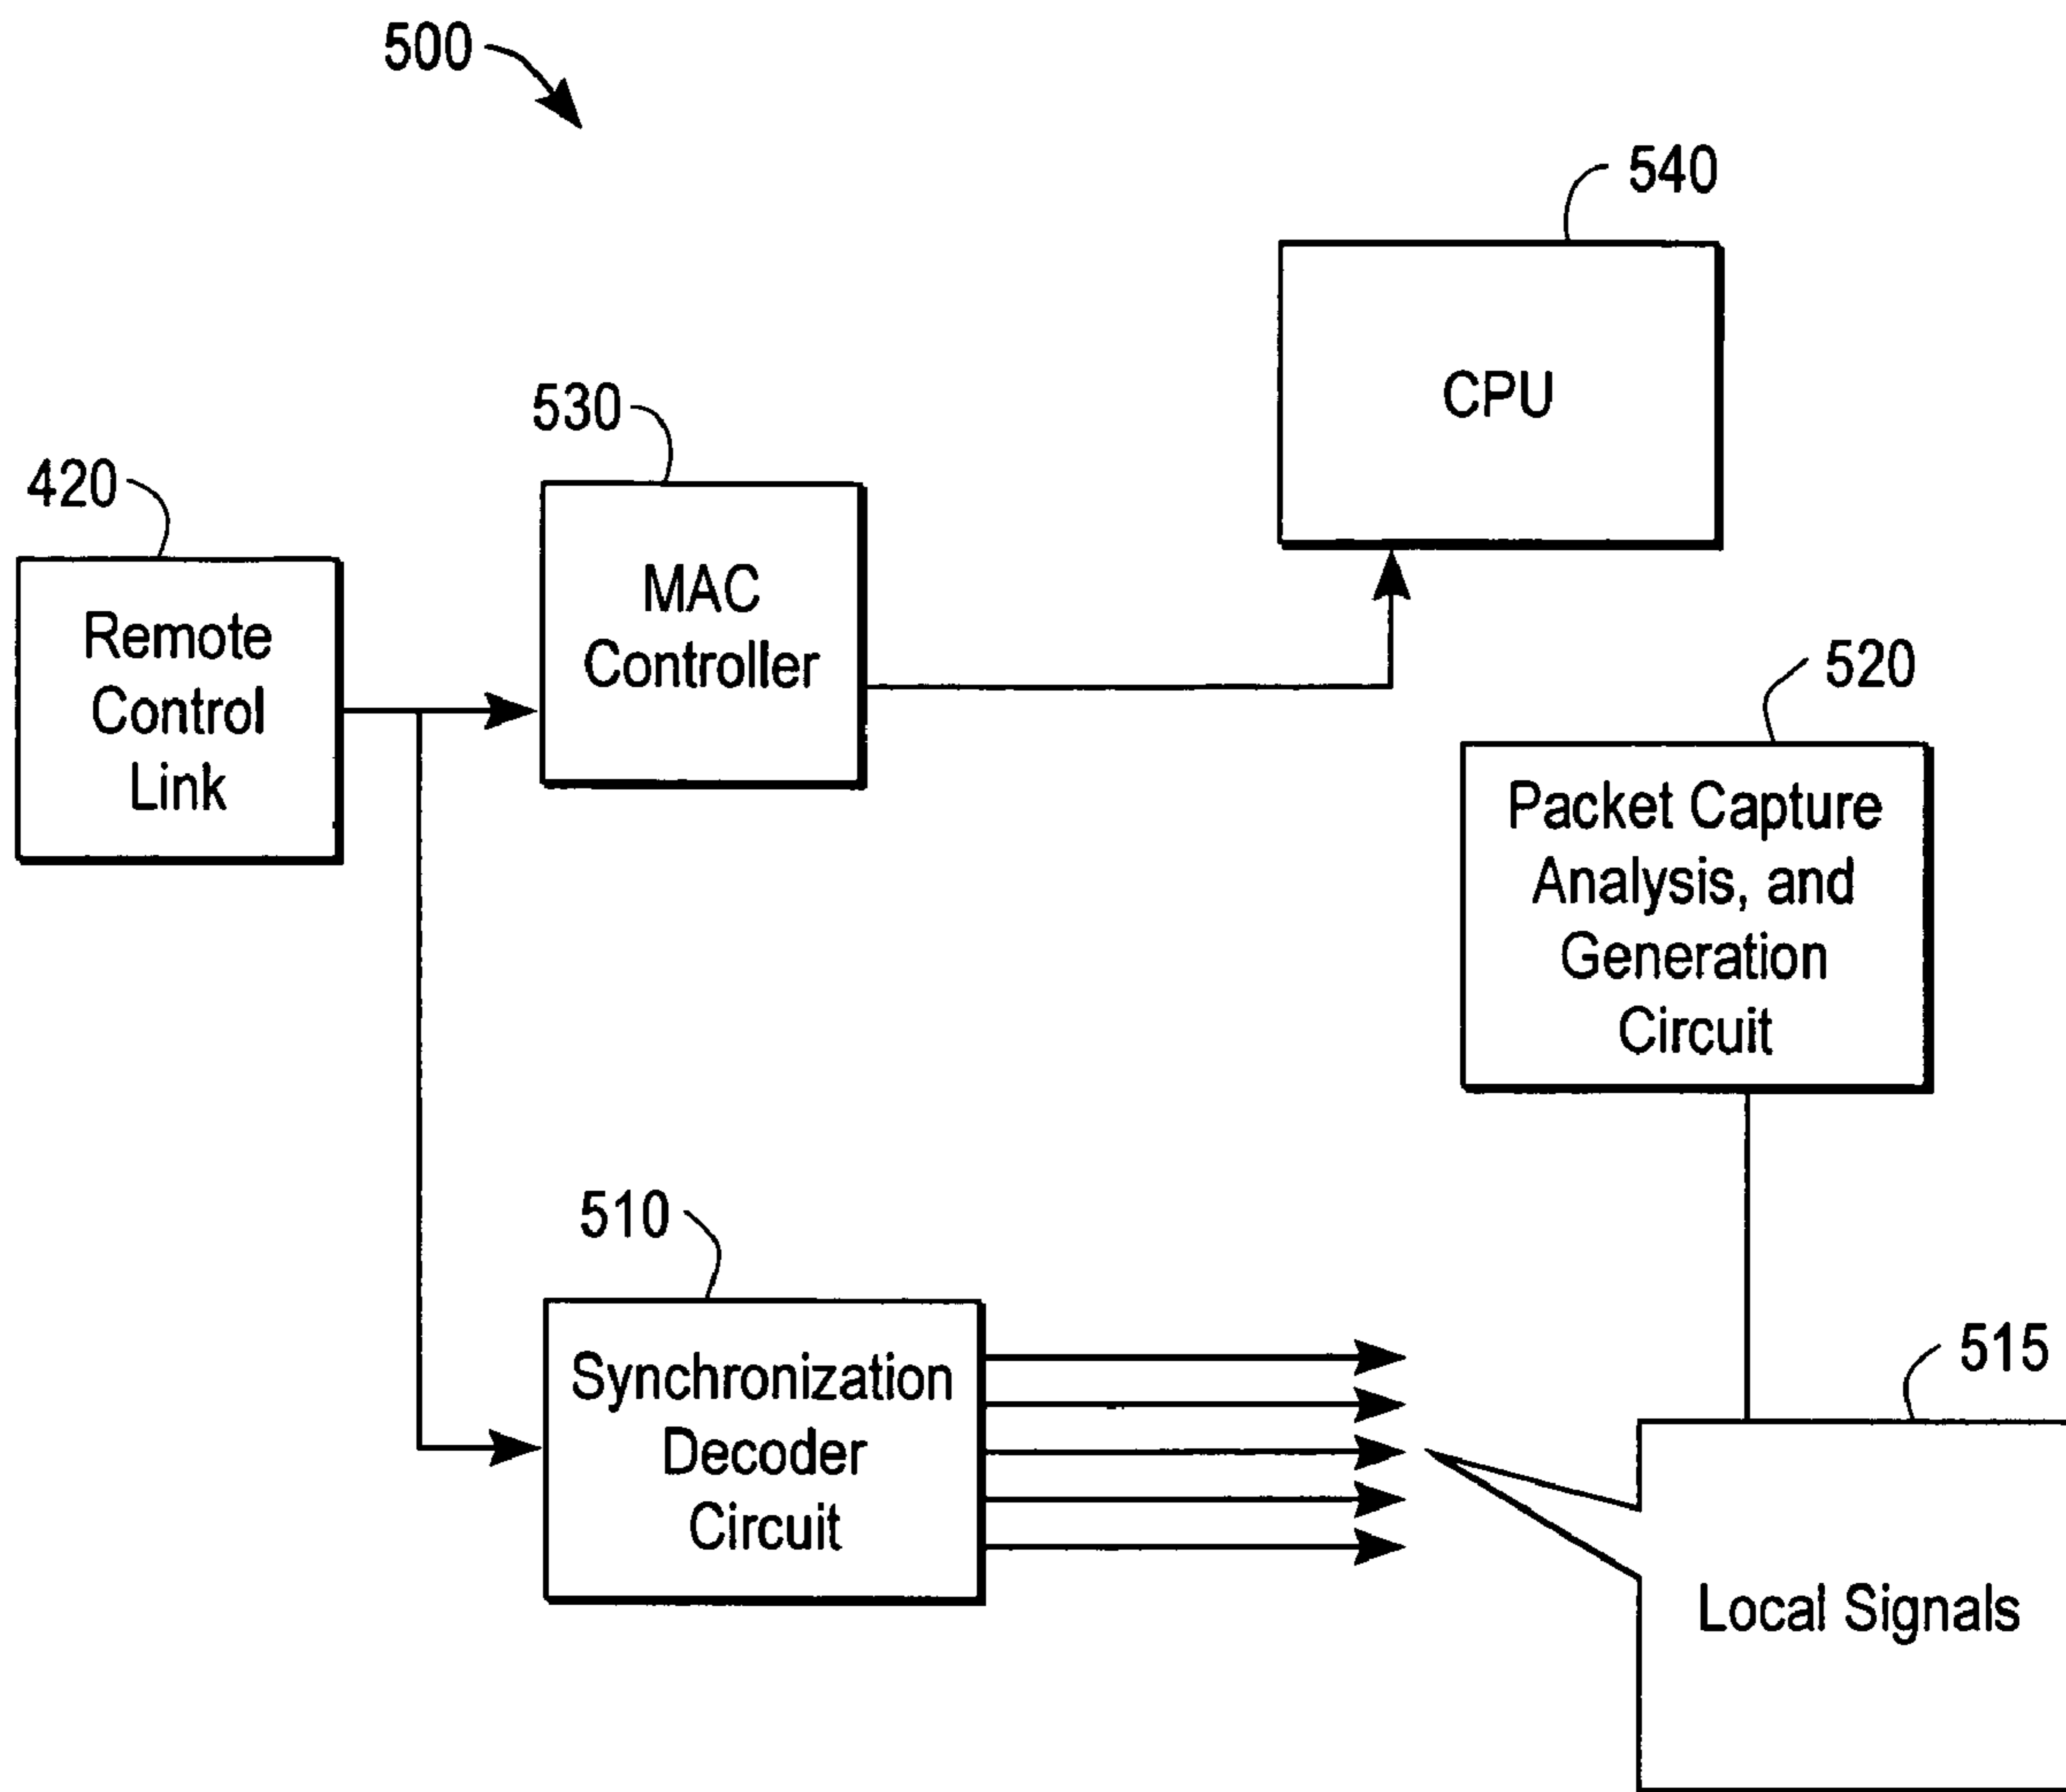 500
540
CPU
530
MAC
Controller
420
Remote
Control
Link
520
Packet Capture
Analysis, and
Generation
Circuit
510
Synchronization
Decoder
Circuit
515
Local Signals